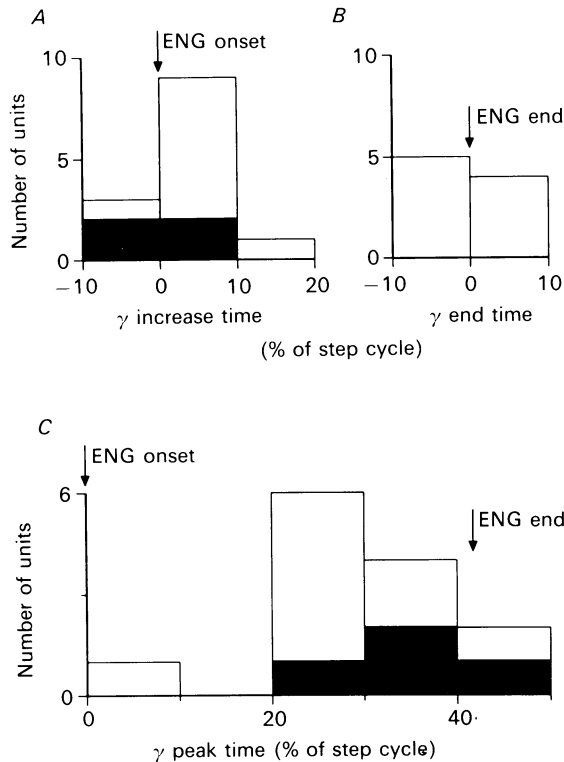 A
B
ENG onset
10
5
0
Number of units
−10 0 10 20
γ increase time
10
5
0
ENG end
−10 0 10
γ end time
(% of step cycle)
C
ENG onset
6
0
Number of units
ENG end
0 20 40
γ peak time (% of step cycle)